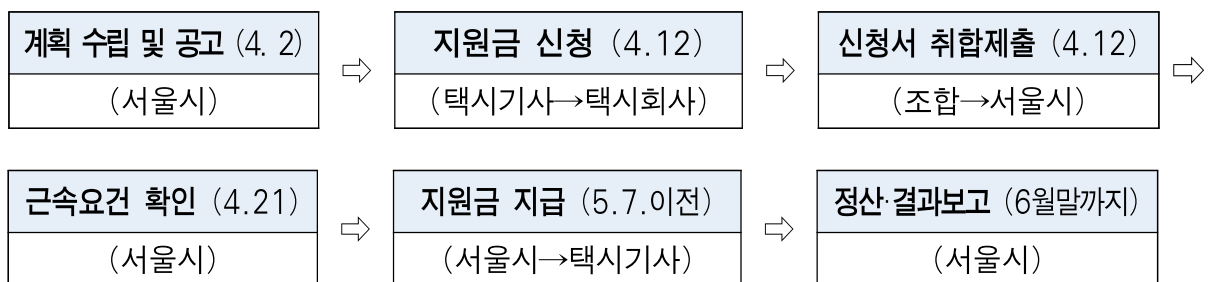 계획 수립 및 공고 (4. 2) ⇨ 지원금 신청 (4.12) ⇨ 신청서 취합제출 (4.12) ⇨
(서울시) (택시기사→택시회사) (조합→서울시)
근속요건 확인 (4.21) ⇨ 지원금 지급 (5.7.이전) ⇨ 정산·결과보고 (6월말까지)
(서울시) (서울시→택시기사) (서울시)